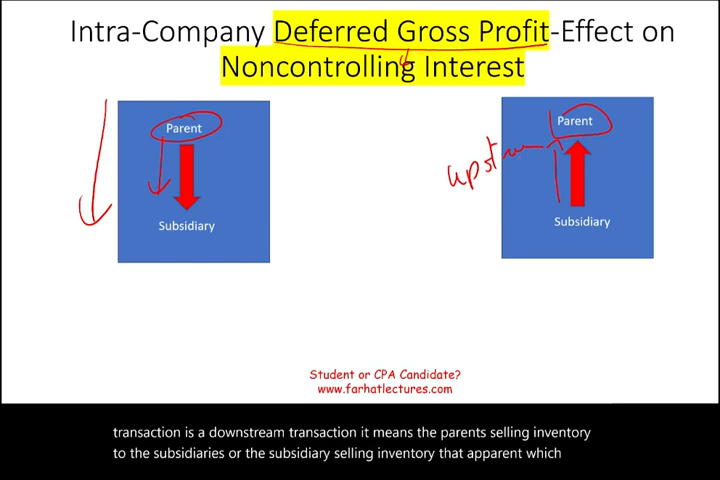 Intra-Company Deferred Gross Profit-Effect on
Noncontrolling Interest
Parent
Subsidiary
upstream
Parent
Subsidiary
Student or CPA Candidate?
www.farhatlectures.com
transaction is a downstream transaction it means the parents selling inventory
to the subsidiaries or the subsidiary selling inventory that apparent which